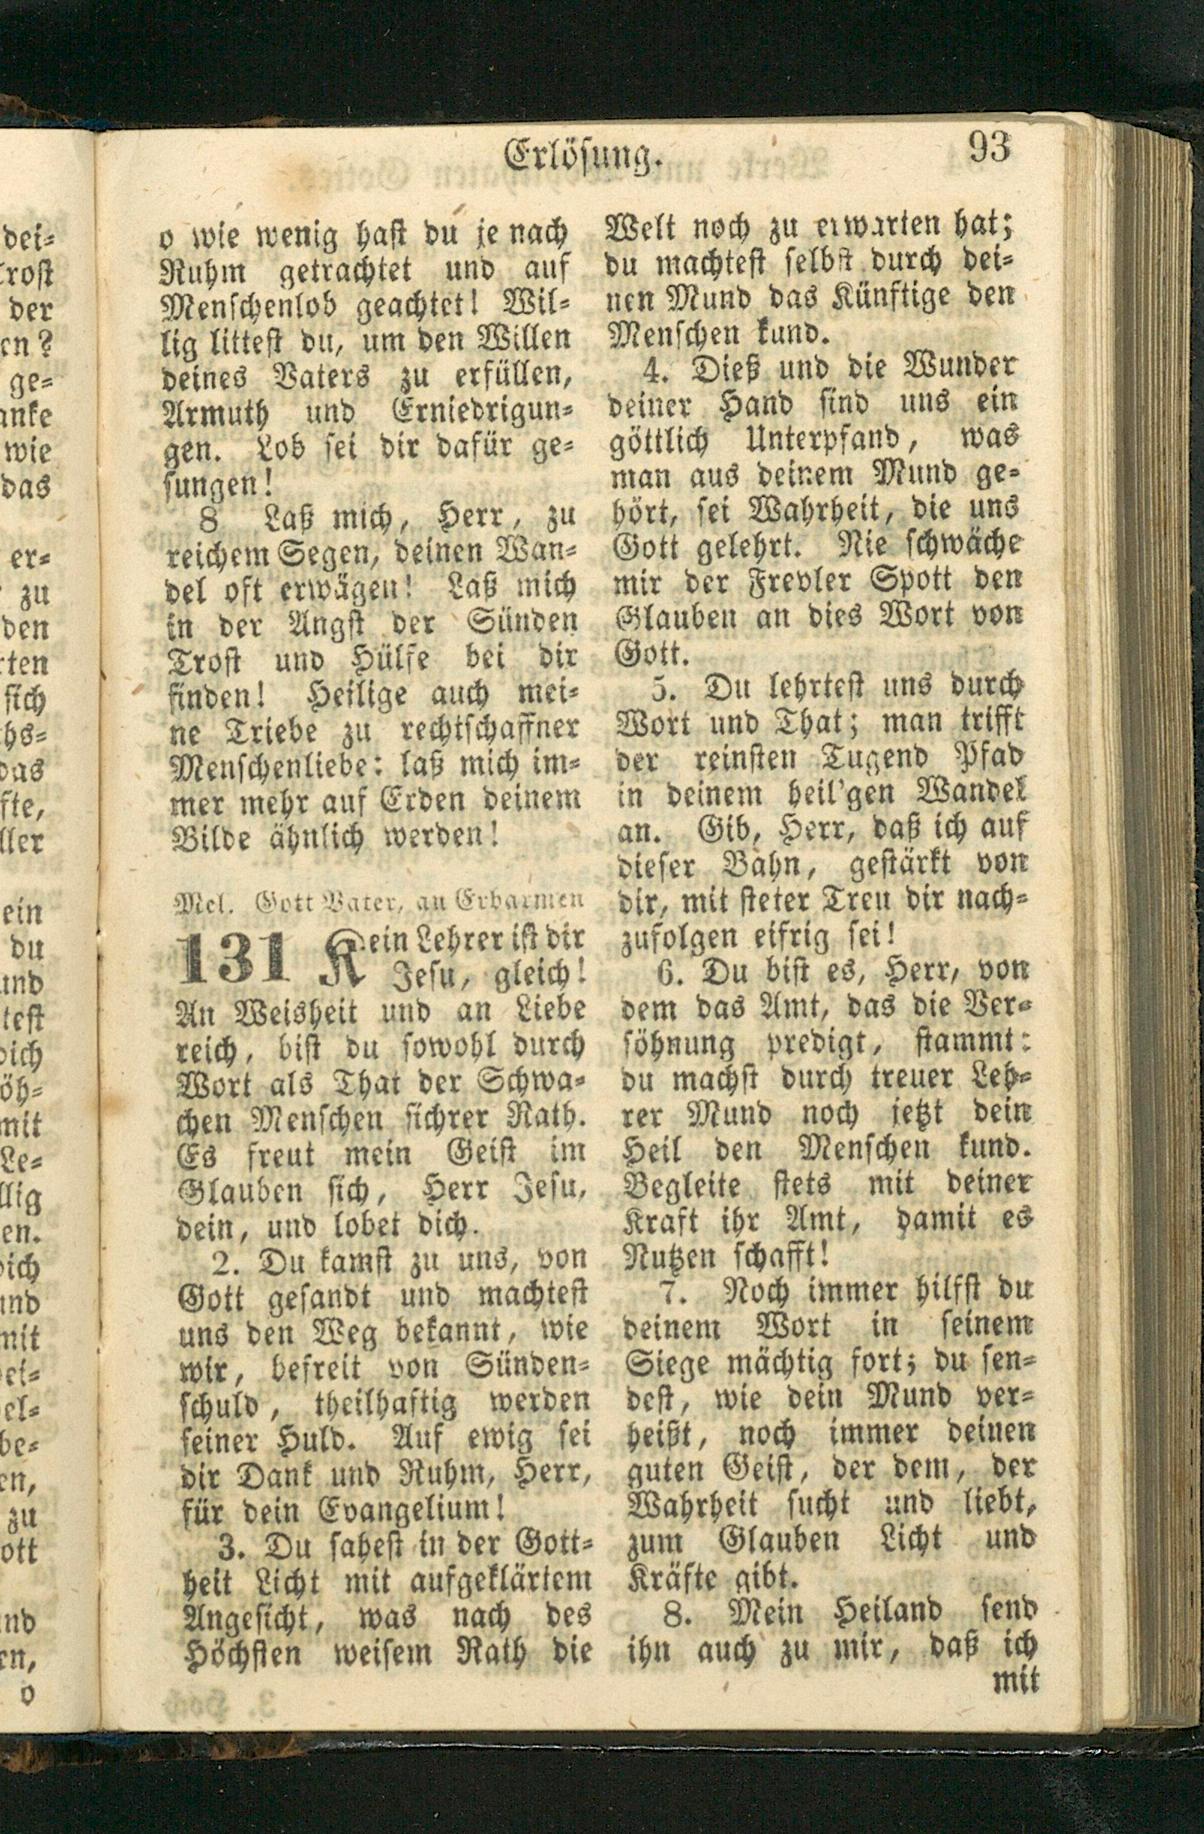 Erlösung.
93
o wie wenig hast du je nach
Ruhm getrachtet und auf
Menschenlob geachtet! Wil-
lig littest du, um den Willen
deines Vaters zu erfüllen,
Armuth und Erniedrigun-
gen. Lob sei dir dafür ge-
sungen!
8 Laß mich, Herr, zu
reichem Segen, deinen Wan-
del oft erwägen! Laß mich
in der Angst der Sünden
Trost und Hülfe bei dir
finden! Heilige auch mei-
ne Triebe zu rechtschaffner
Menschenliebe: laß mich im-
mer mehr auf Erden deinem
Bilde ähnlich werden!
Mel. Gott Vater, an Erbarmen
131 Kein Lehrer ist dir
Jesu, gleich!
An Weisheit und an Liebe
reich, bist du sowohl durch
Wort als That der Schwa-
chen Menschen sichrer Rath.
Es freut mein Geist im
Glauben sich, Herr Jesu,
dein, und lobet dich.
2. Du kamst zu uns, von
Gott gesandt und machtest
uns den Weg bekannt, wie
wir, befreit von Sünden-
schuld, theilhaftig werden
seiner Huld. Auf ewig sei
dir Dank und Ruhm, Herr,
für dein Evangelium!
3. Du sahest in der Gott-
heit Licht mit aufgeklärtem
Angesicht, was nach des
Höchsten weisem Rath die
Welt noch zu erwarten hat;
du machtest selbst durch dei-
nen Mund das Künftige den
Menschen kund.
4. Dieß und die Wunder
deiner Hand sind uns ein
göttlich Unterpfand, was
man aus deinem Mund ge-
hört, sei Wahrheit, die uns
Gott gelehrt. Nie schwäche
mir der Frevler Spott den
Glauben an dies Wort von
Gott.
5. Du lehrtest uns durch
Wort und That; man trifft
der reinsten Tugend Pfad
in deinem heil'gen Wandel
an. Gib, Herr, daß ich auf
dieser Bahn, gestärkt von
dir, mit steter Treu dir nach-
zufolgen eifrig sei!
6. Du bist es, Herr, von
dem das Amt, das die Ver-
söhnung predigt, stammt:
du machst durch treuer Leh-
rer Mund noch jetzt dein
Heil den Menschen kund.
Begleite stets mit deiner
Kraft ihr Amt, damit es
Nutzen schafft!
7. Noch immer hilfst du
deinem Wort in seinem
Siege mächtig fort; du sen-
dest, wie dein Mund ver-
heißt, noch immer deinen
guten Geist, der dem, der
Wahrheit sucht und liebt,
zum Glauben Licht und
Kräfte gibt.
8. Mein Heiland send
ihn auch zu mir, daß ich
mit